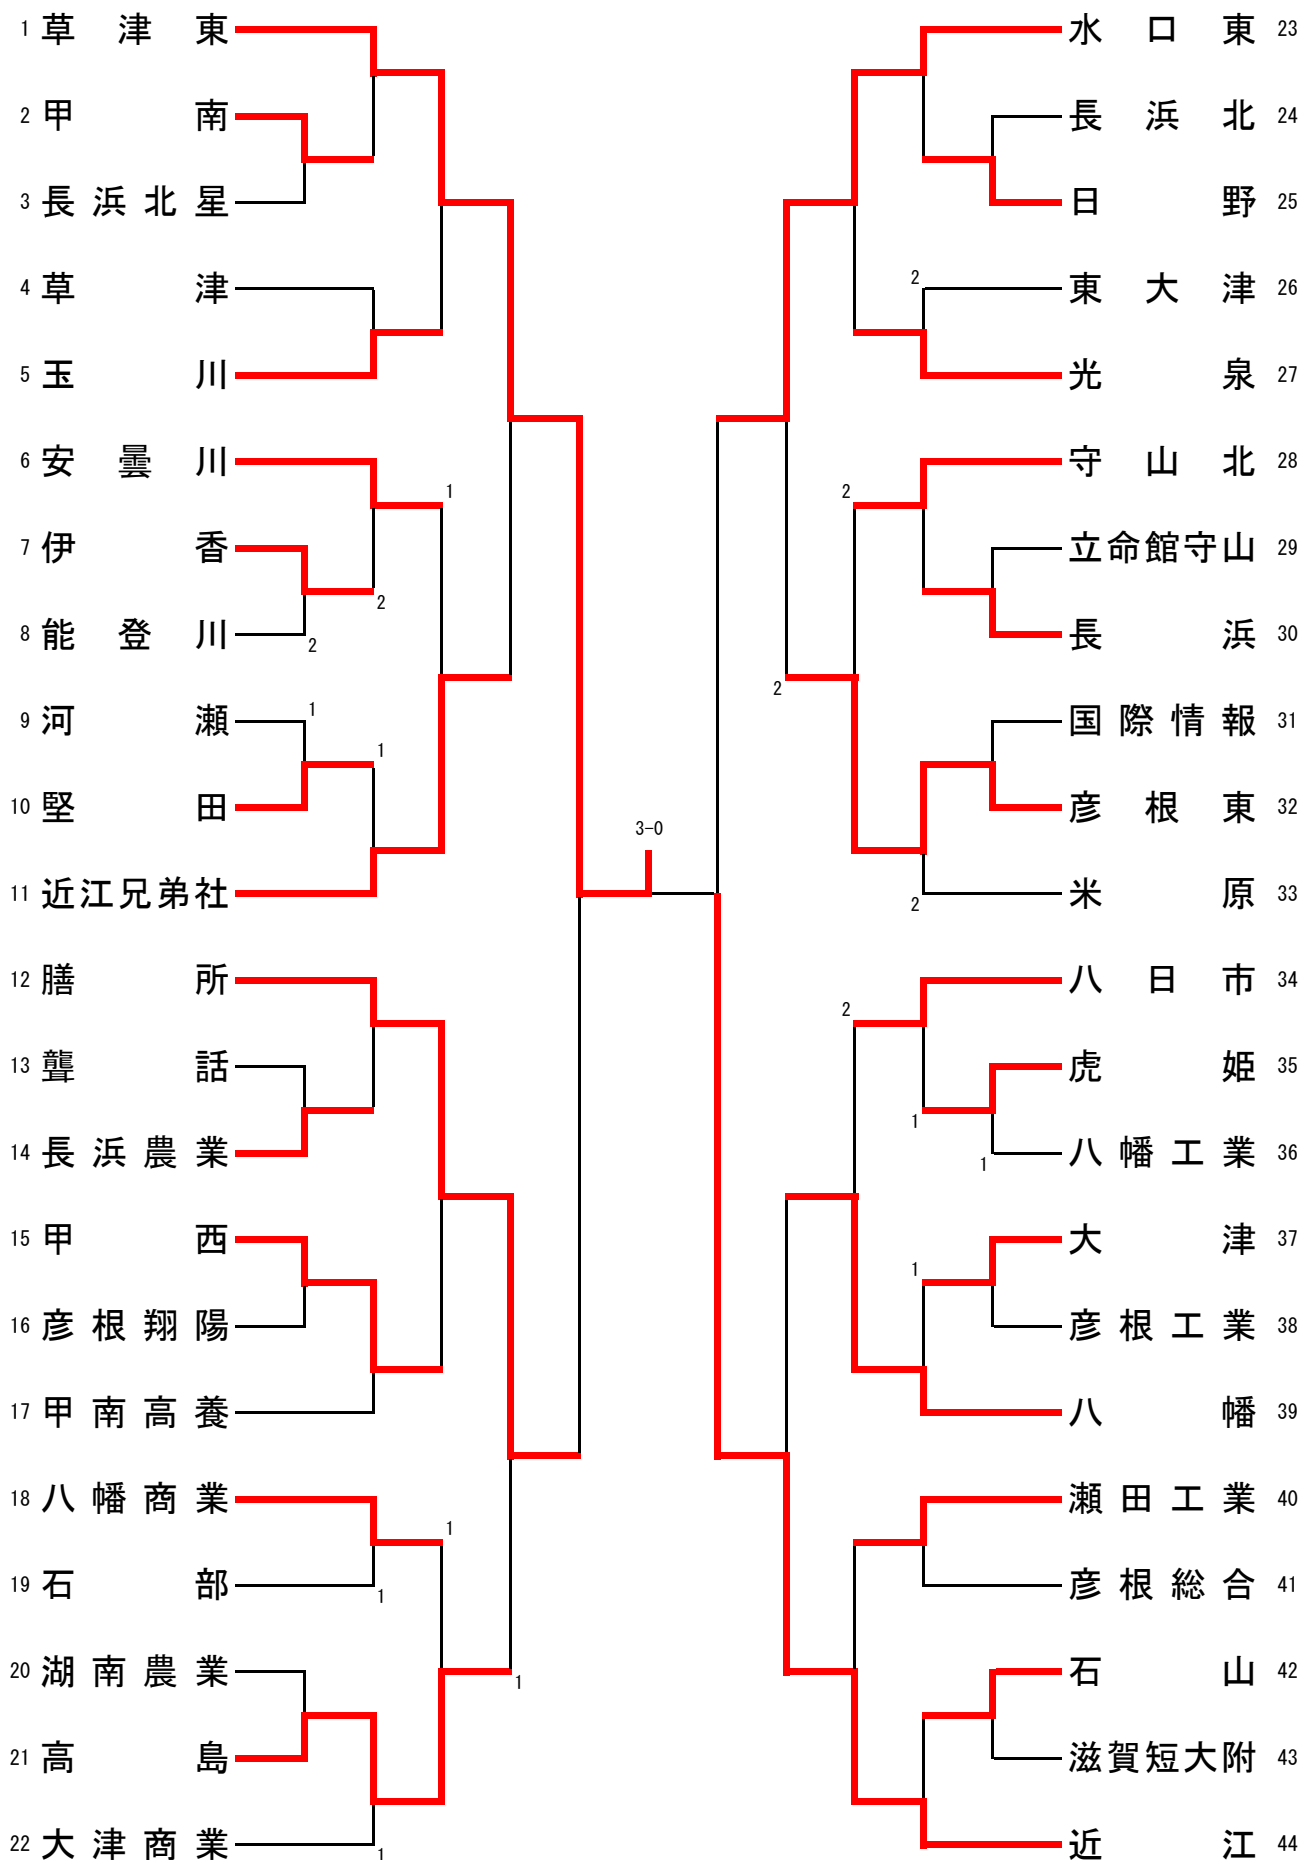 1 草津東
2 甲南
3 長浜北星
4 草津
5 玉川
6 安曇川
1
7 伊香
2
8 能登川
2
9 河瀬
1
1
10 堅田
11 近江兄弟社
12 膳所
13 聾話
14 長浜農業
15 甲西
16 彦根翔陽
17 甲南高養
18 八幡商業
1
19 石部
1
20 湖南農業
1
21 高島
22 大津商業
1
3-0
水口東 23
長浜北 24
日野 25
2
東大津 26
光泉 27
守山北 28
2
立命館守山 29
長浜 30
2
国際情報 31
彦根東 32
米原 33
2
八日市 34
2
虎姫 35
1
八幡工業 36
1
大津 37
1
彦根工業 38
八幡 39
瀬田工業 40
彦根総合 41
石山 42
滋賀短大附 43
近江 44